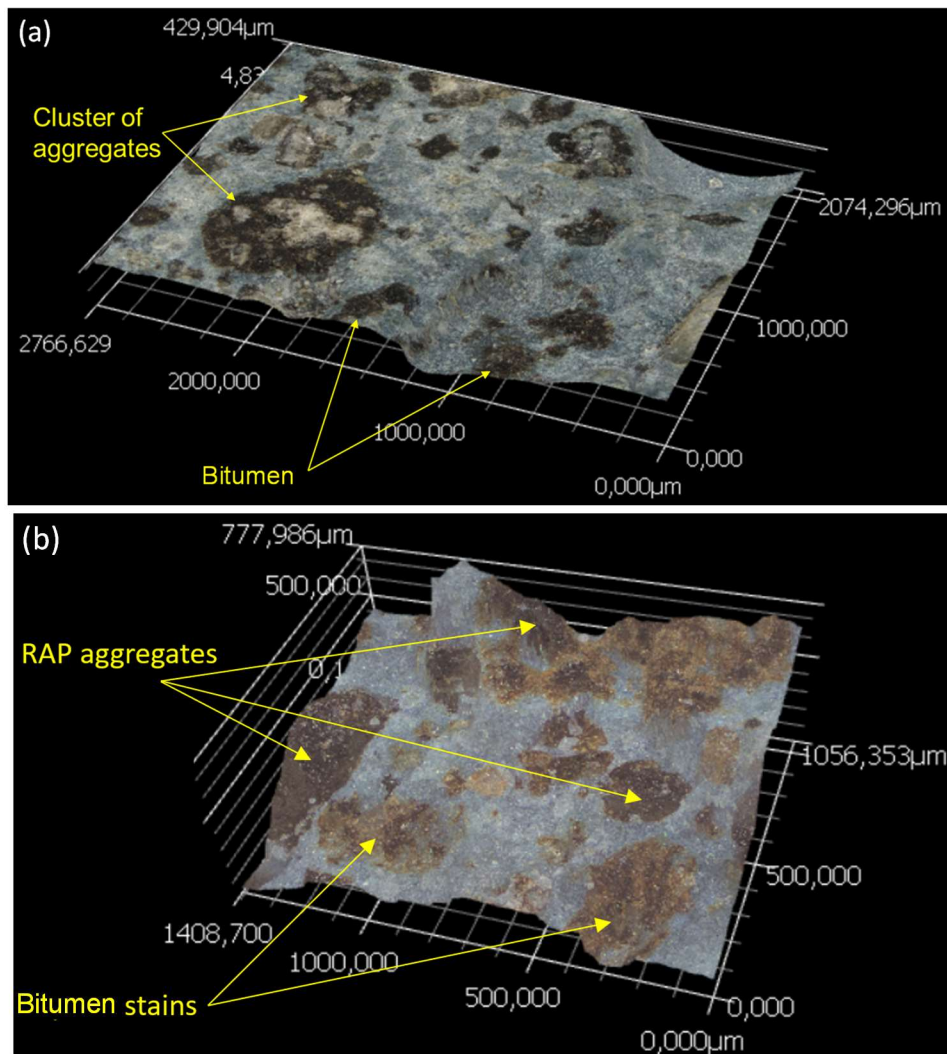 (a)
429,904µm
4,83
Cluster of
aggregates
2074,296µm
1000,000
2766,629
2000,000
1000,000
Bitumen
0,000
0,000µm
(b)
777,986µm
500,000
RAP aggregates
0,1
1056,353µm
500,000
1408,700
1000,000
500,000
Bitumen stains
0,000
0,000µm